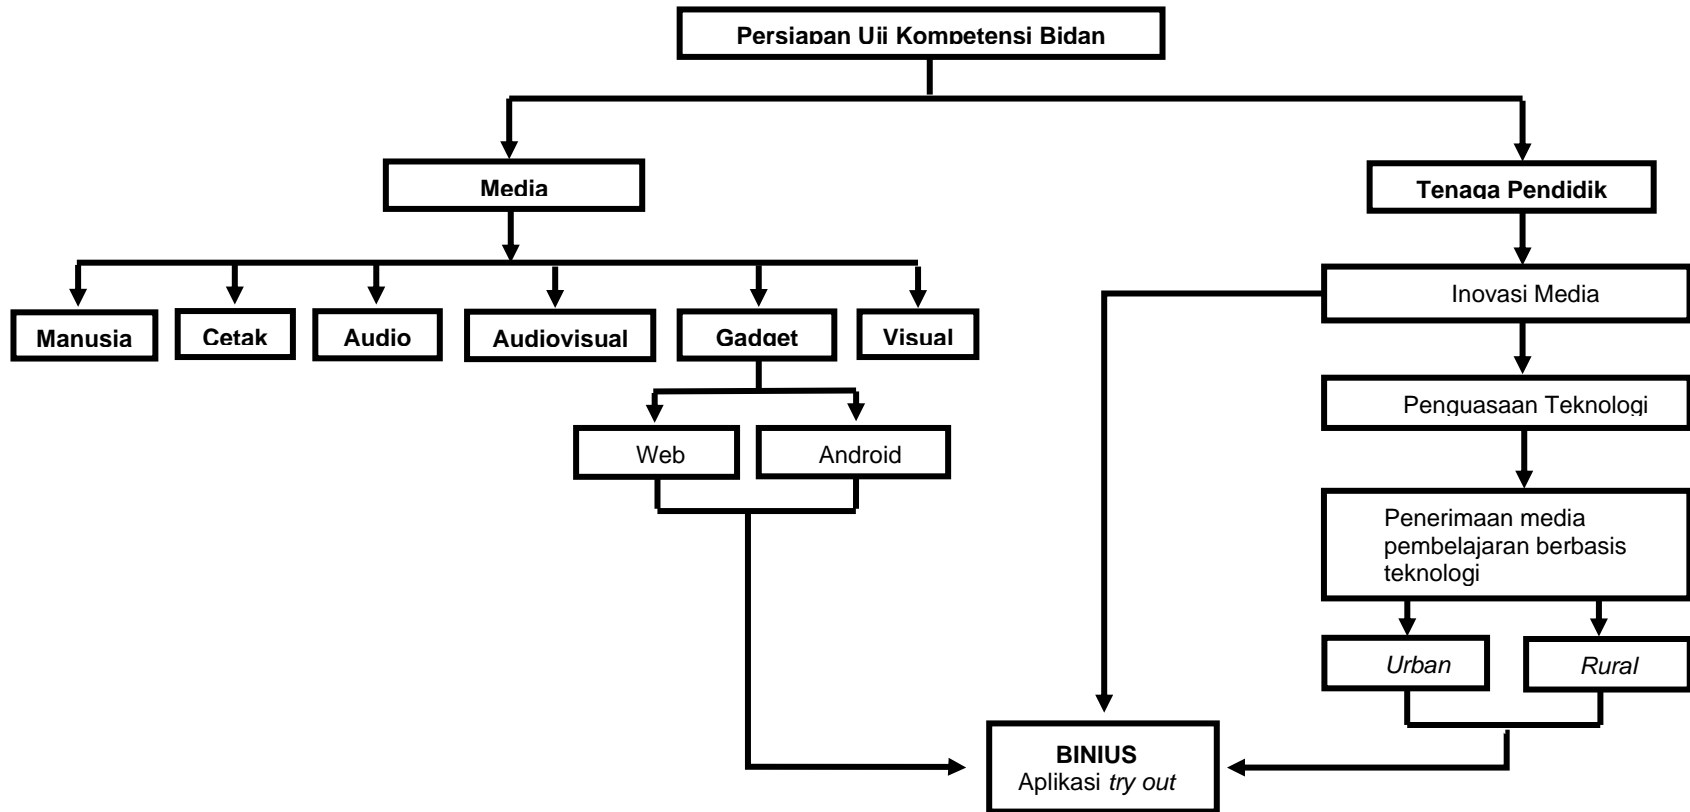 Persiapan Uji Kompetensi Bidan
Media
Tenaga Pendidik
Inovasi Media
Manusia
Cetak
Audio
Audiovisual
Gadget
Visual
Penguasaan Teknologi
Web
Android
Penerimaan media
pembelajaran berbasis
teknologi
Urban
Rural
BINIUS
Aplikasi try out